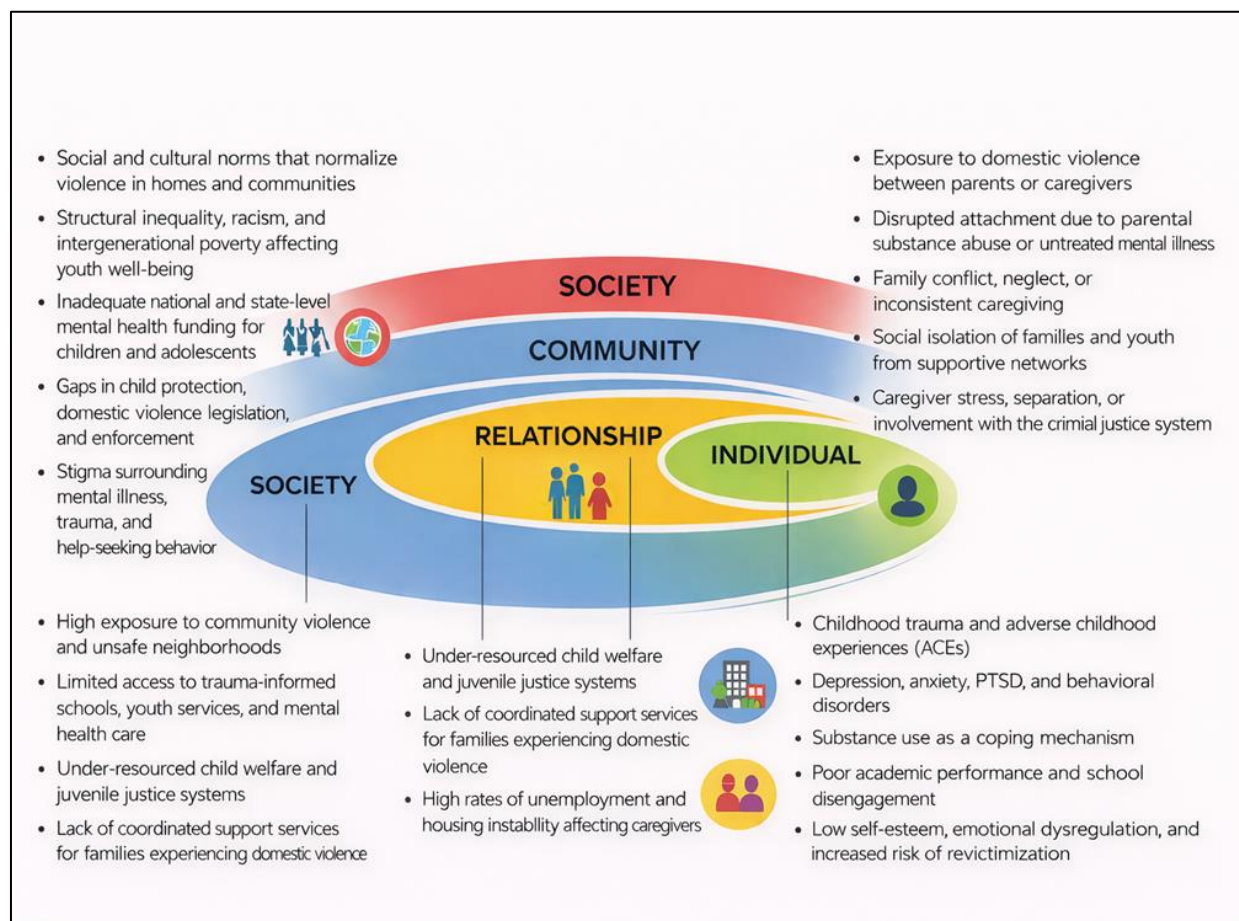 • Social and cultural norms that normalize
violence in homes and communities
• Structural inequality, racism, and
intergenerational poverty affecting
youth well-being
• Inadequate national and state-level
mental health funding for
children and adolescents
• Gaps in child protection,
domestic violence legislation,
and enforcement
• Stigma surrounding
mental illness,
trauma, and
help-seeking behavior
• Exposure to domestic violence
between parents or caregivers
• Disrupted attachment due to parental
substance abuse or untreated mental illness
• Family conflict, neglect, or
inconsistent caregiving
• Social isolation of familles and youth
from supportive networks
• Caregiver stress, separation, or
involvement with the crimial justice system
SOCIETY
COMMUNITY
RELATIONSHIP
INDIVIDUAL
SOCIETY
• High exposure to community violence
and unsafe neighborhoods
• Limited access to trauma-informed
schools, youth services, and mental
health care
• Under-resourced child welfare and
juvenile justice systems
• Lack of coordinated support services
for families experiencing domestic violence
• Under-resourced child welfare
and juvenile justice systems
• Lack of coordinated support services
for families experiencing domestic
violence
• High rates of unemployment and
housing instabllity affecting caregivers
• Childhood trauma and adverse childhood
experiences (ACEs)
• Depression, anxiety, PTSD, and behavioral
disorders
• Substance use as a coping mechanism
• Poor academic performance and school
disengagement
• Low self-esteem, emotional dysregulation, and
increased risk of revictimization